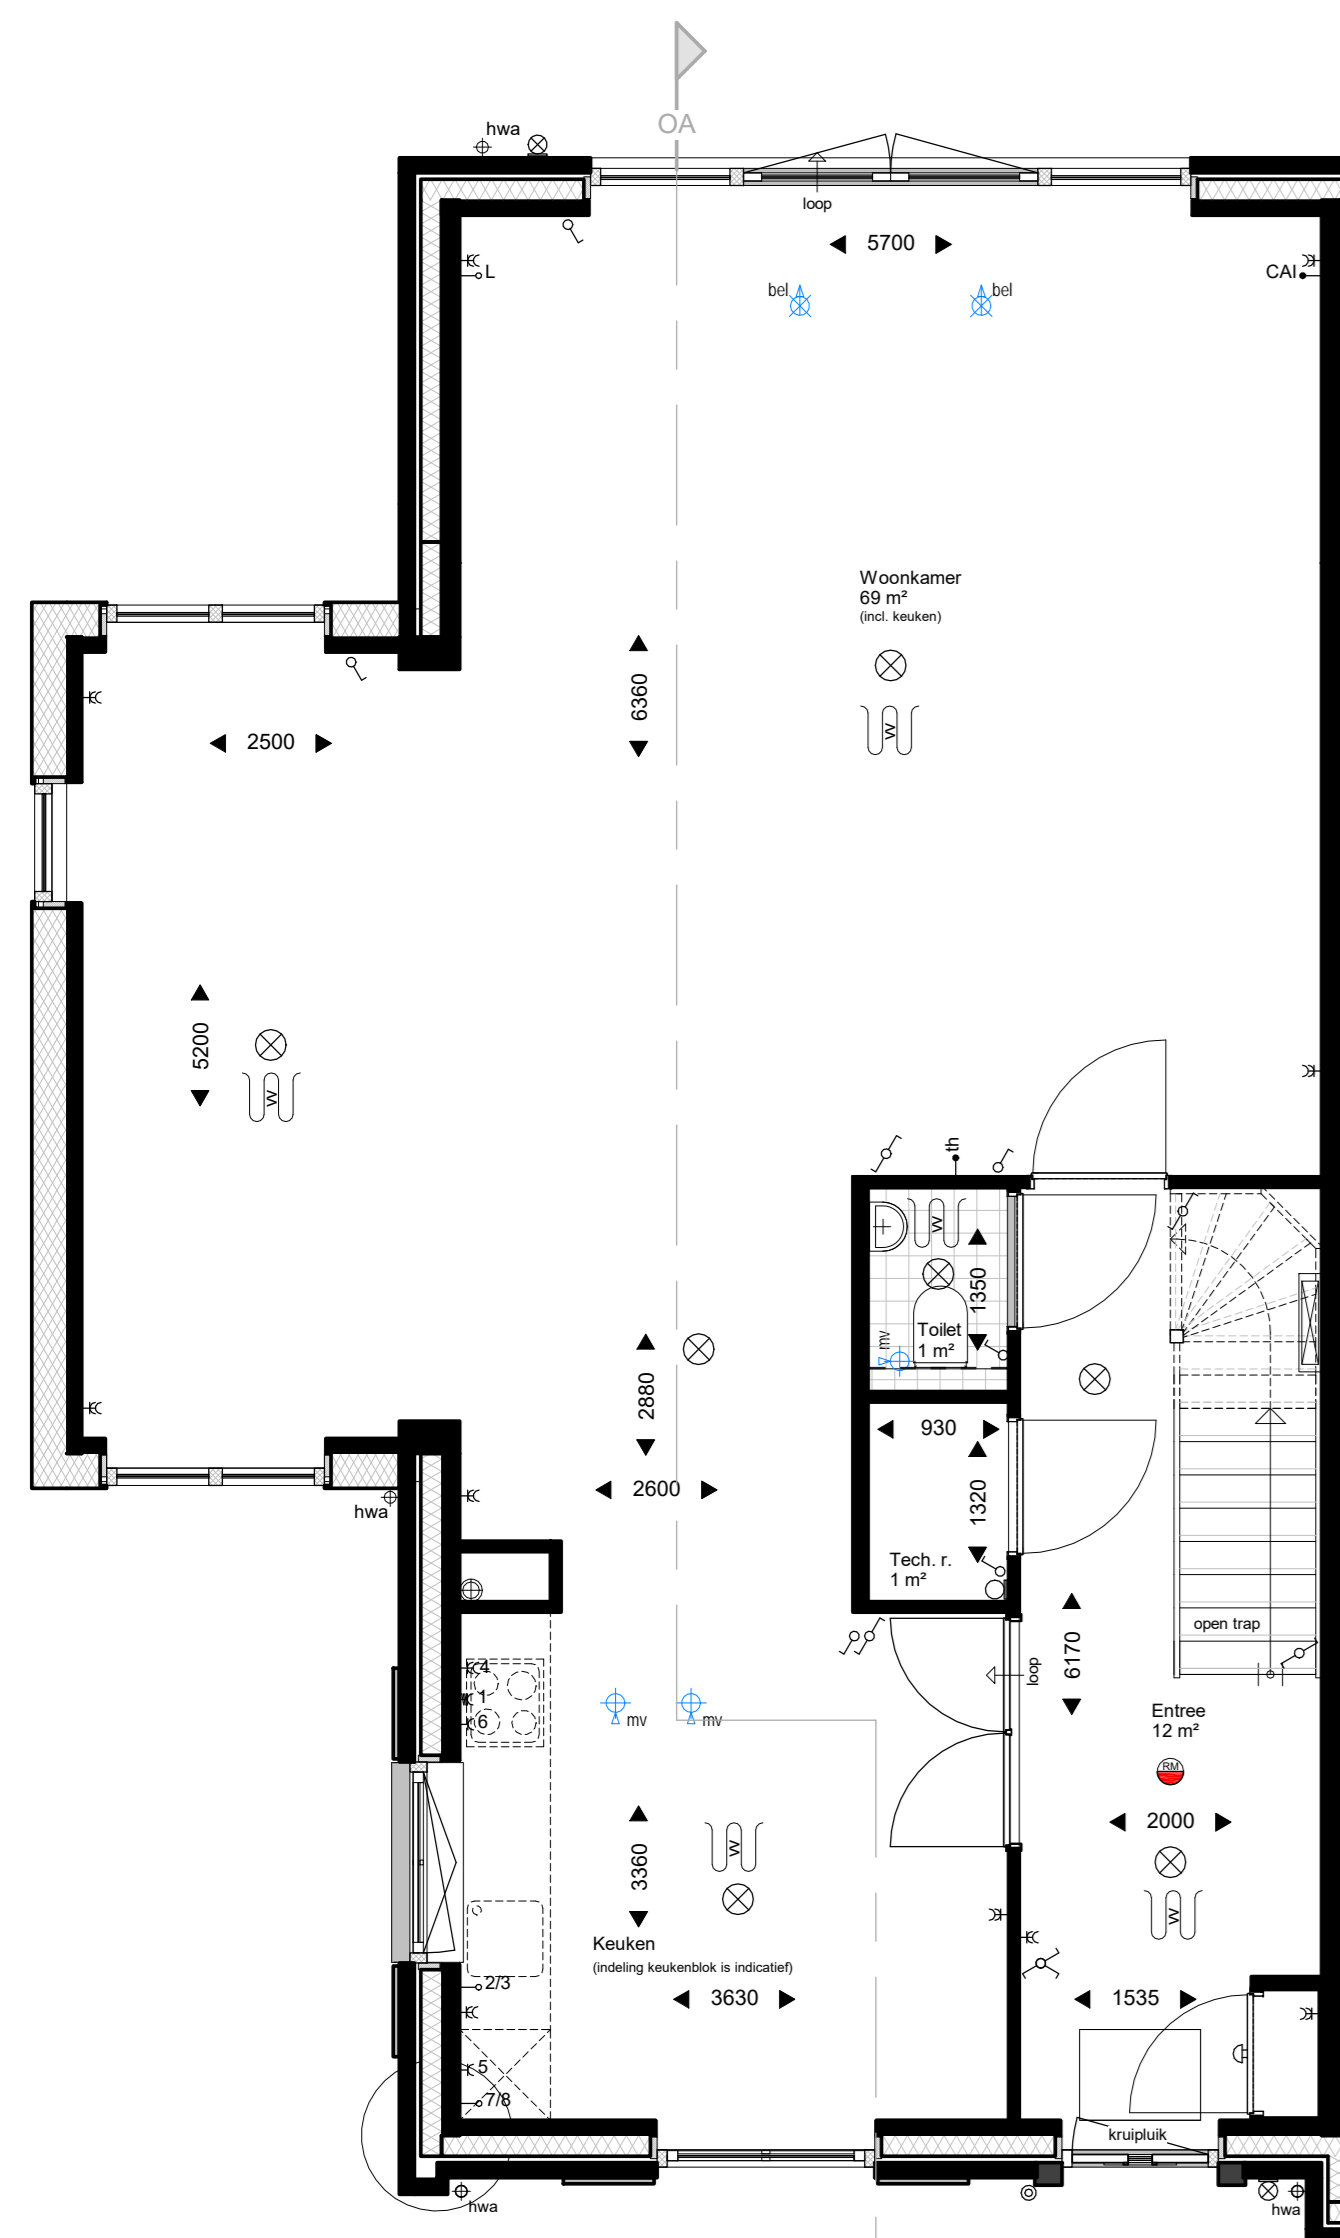 OA
hwa
loop
5700
L
CAI
bel
bel
Woonkamer
69 m²
(incl. keuken)
6360
W
2500
5200
W
th
W
1350
Toilet
1 m²
mv
2880
930
2600
1320
hwa
Tech. r.
1 m²
open trap
loop
6170
4
1
6
mv
mv
Entree
12 m²
RM
2000
W
3360
W
Keuken
(indeling keukenblok is indicatief)
2/3
3630
1535
5
7/8
kruipluik
hwa
hwa